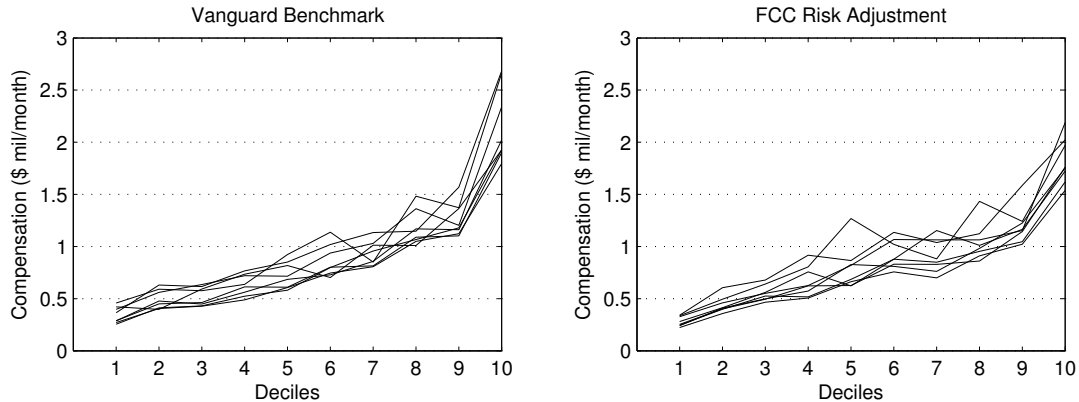 Vanguard Benchmark
Compensation ($ mil/month)
3
2.5
2
1.5
1
0.5
0
1 2 3 4 5 6 7 8 9 10
Deciles
FCC Risk Adjustment
Compensation ($ mil/month)
3
2.5
2
1.5
1
0.5
0
1 2 3 4 5 6 7 8 9 10
Deciles